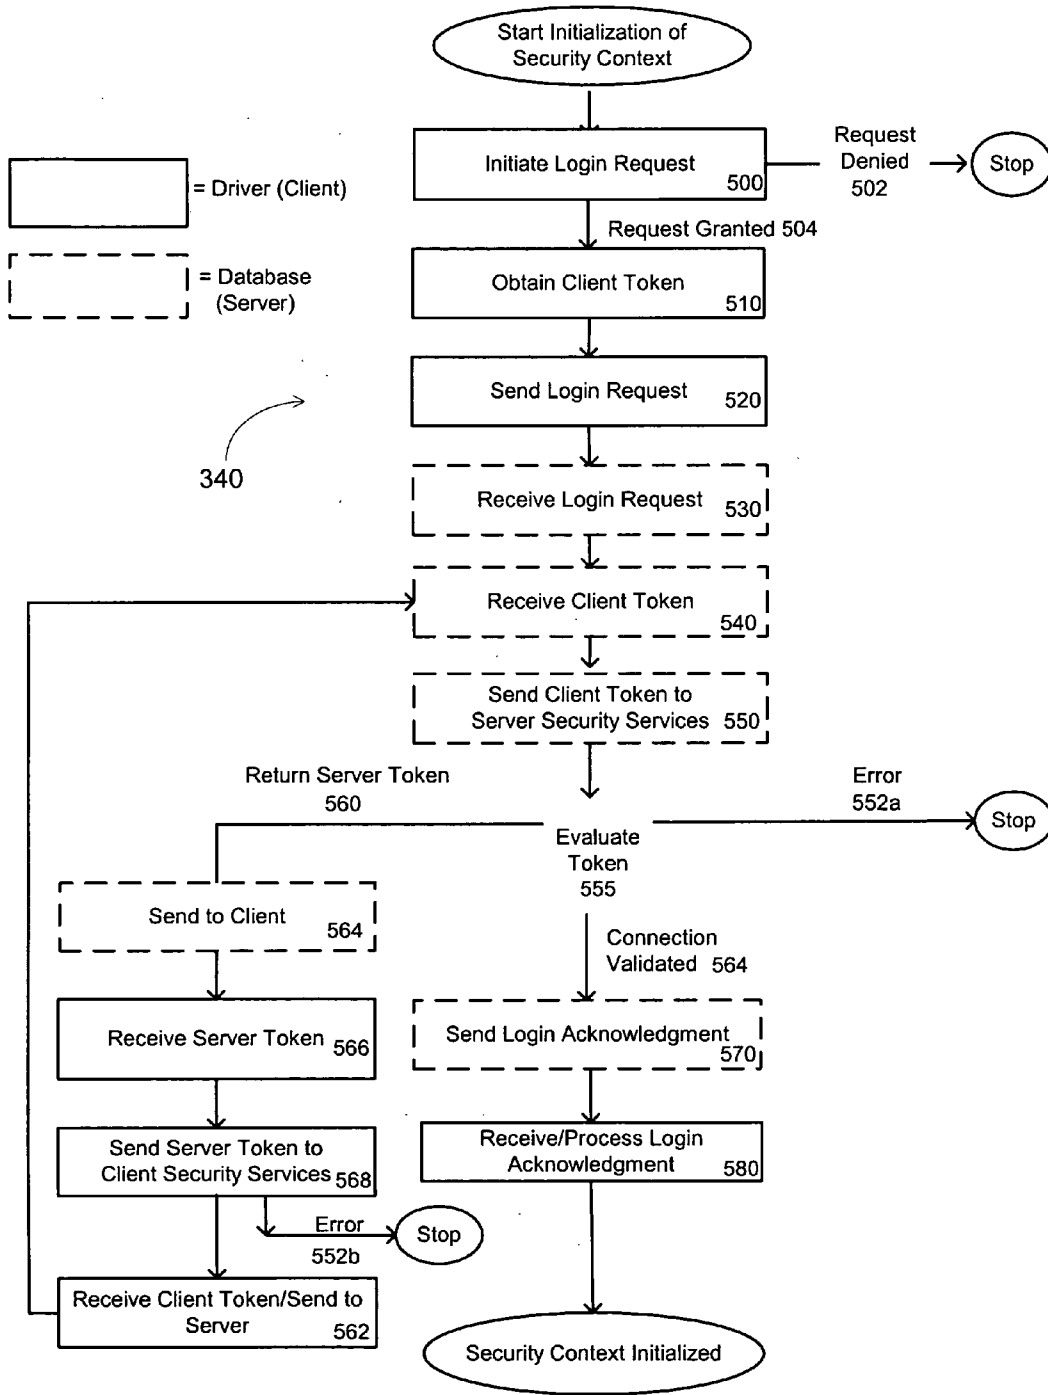 Start Initialization of
Security Context
Initiate Login Request
500
Request
Denied
502
Stop
= Driver (Client)
Request Granted 504
= Database
(Server)
Obtain Client Token
510
Send Login Request
520
340
Receive Login Request
530
Receive Client Token
540
Send Client Token to
Server Security Services
550
Return Server Token
560
Error
552a
Stop
Evaluate
Token
555
Send to Client
564
Connection
Validated 564
Receive Server Token
566
Send Login Acknowledgment
570
Send Server Token to
Client Security Services
568
Receive/Process Login
Acknowledgment
580
Error
552b
Stop
Receive Client Token/Send to
Server
562
Security Context Initialized